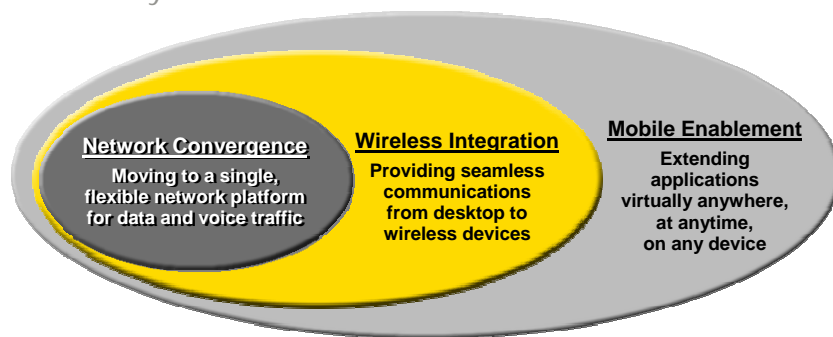 Network Convergence
Moving to a single,
flexible network platform
for data and voice traffic
Wireless Integration
Providing seamless
communications
from desktop to
wireless devices
Mobile Enablement
Extending
applications
virtually anywhere,
at anytime,
on any device